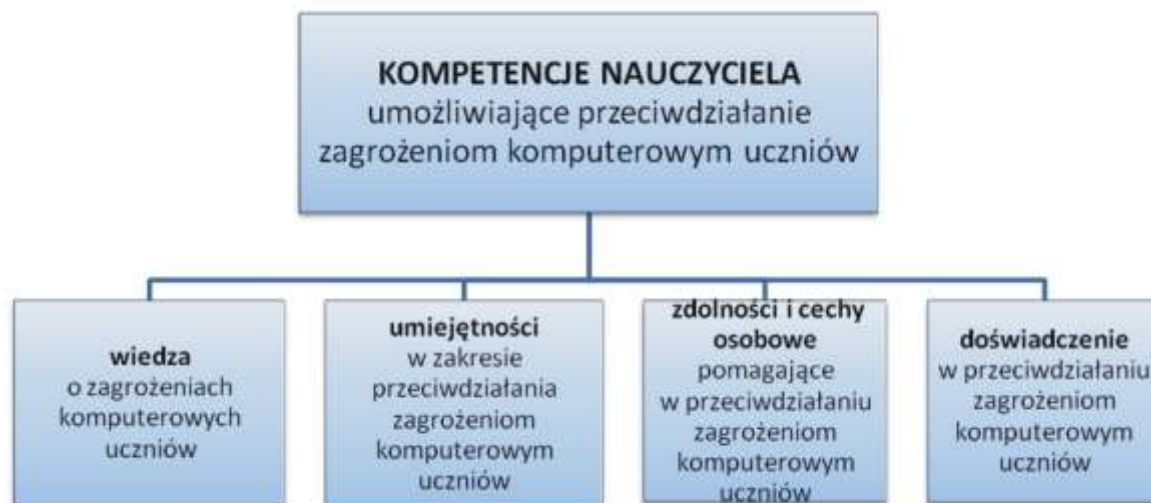 KOMPETENCJE NAUCZYCIELA
umożliwiające przeciwdziałanie
zagrożeniom komputerowym uczniów
wiedza
o zagrożeniach
komputerowych
uczniów
umiejętności
w zakresie
przeciwdziałania
zagrożeniom
komputerowym
uczniów
zdolności i cechy
osobowe
pomagające
w przeciwdziałaniu
zagrożeniom
komputerowym
uczniów
doświadczenie
w przeciwdziałaniu
zagrożeniom
komputerowym
uczniów